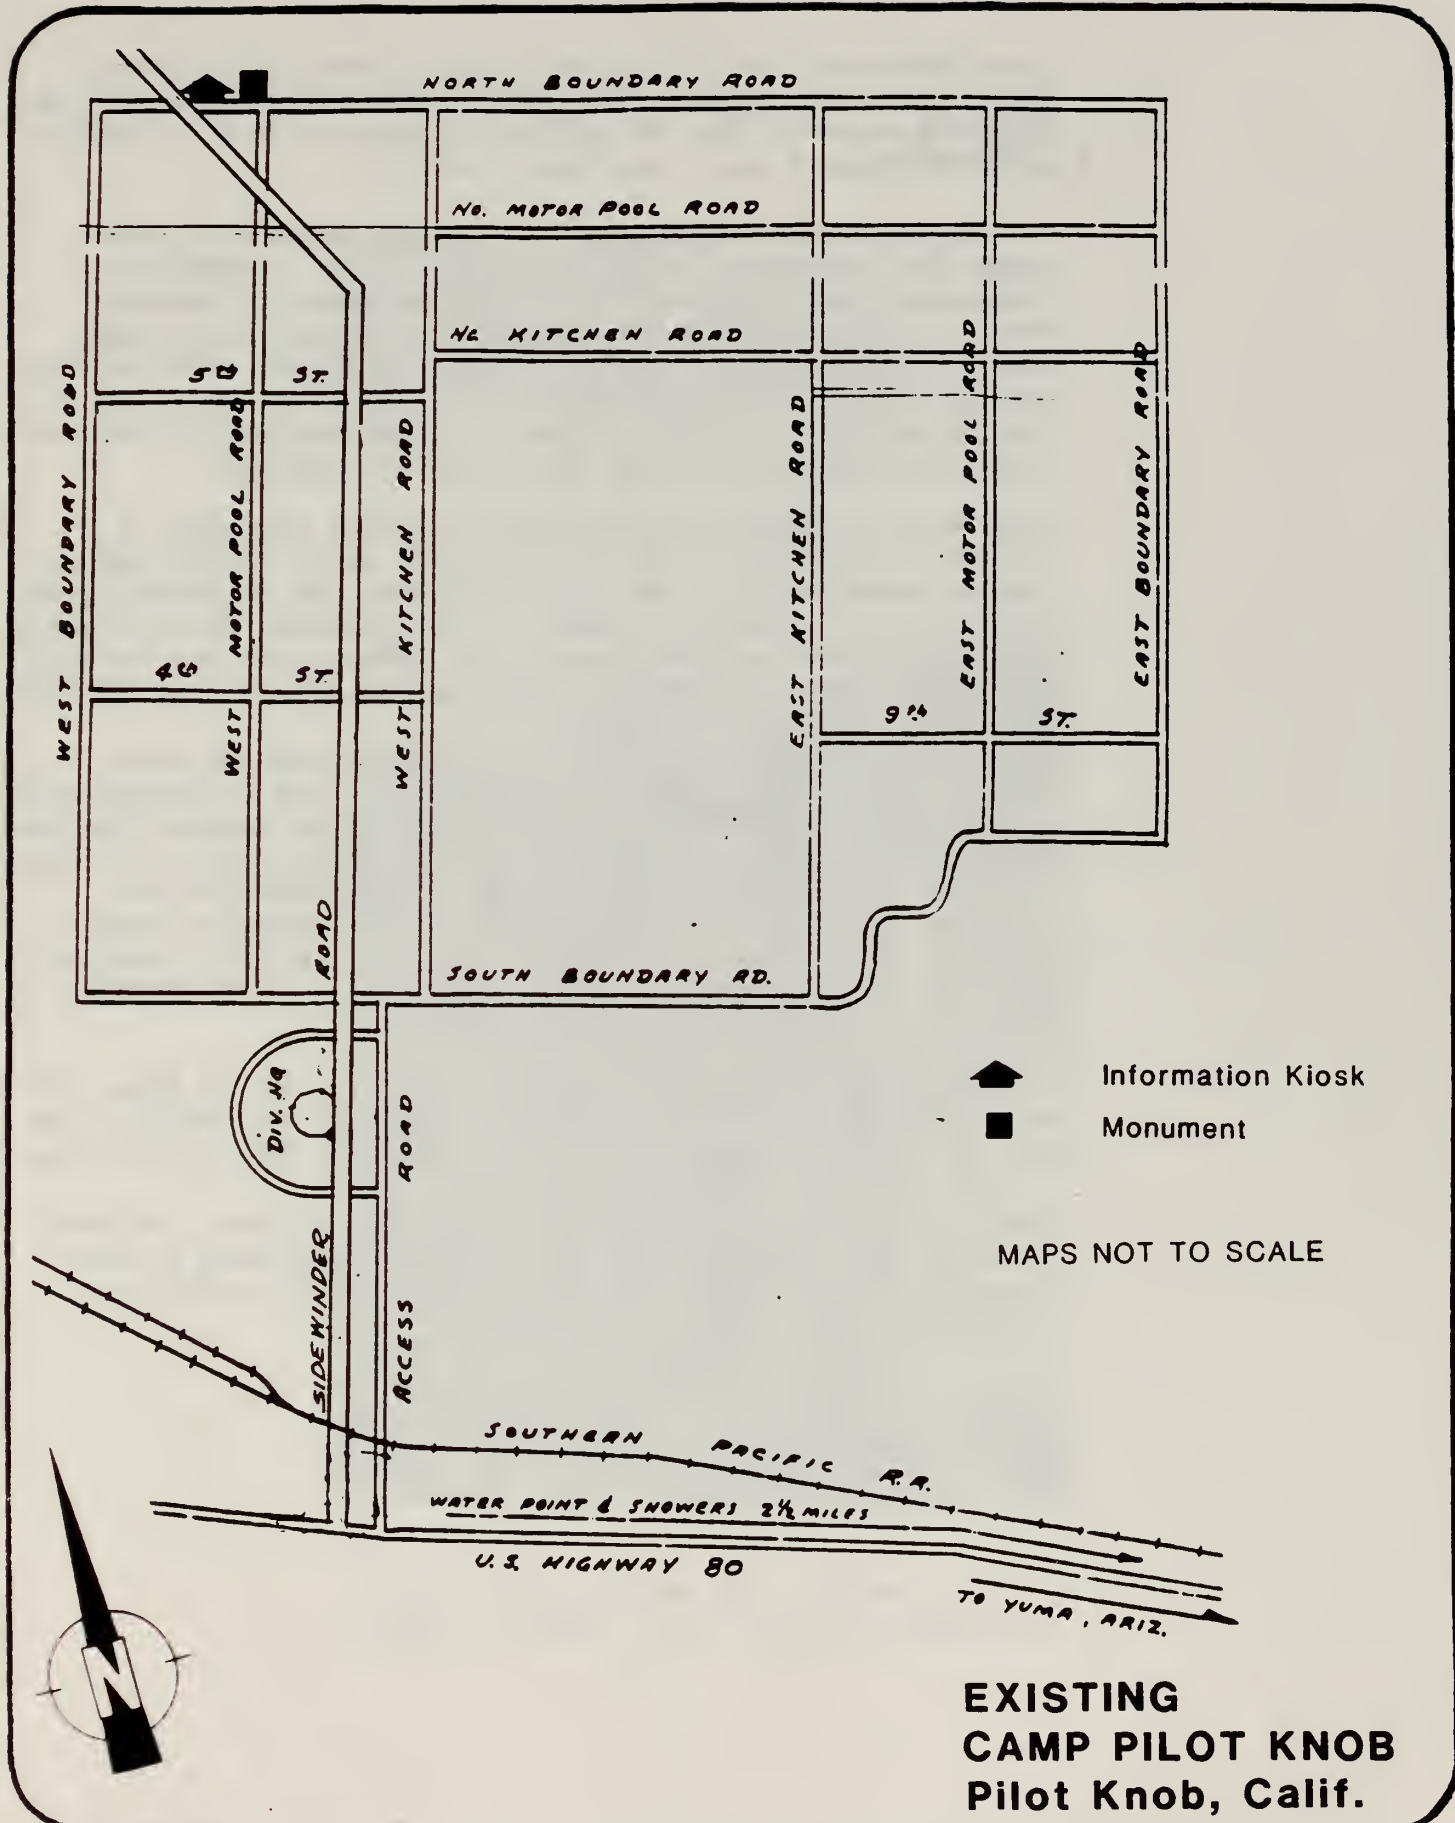 NORTH BOUNDARY ROAD
NO. MOTOR POOL ROAD
NO. KITCHEN ROAD
5th ST.
WEST BOUNDARY ROAD
WEST MOTOR POOL ROAD
WEST KITCHEN ROAD
EAST KITCHEN ROAD
EAST MOTOR POOL ROAD
EAST BOUNDARY ROAD
4th ST.
9th ST.
SOUTH BOUNDARY RD.
DIV. HQ
SIDEWINDER ROAD
ACCESS ROAD
Information Kiosk
Monument
MAPS NOT TO SCALE
SOUTHERN PACIFIC R.R.
WATER POINT & SHOWERS 2½ MILES
U.S. HIGHWAY 80
TO YUMA, ARIZ.
N
EXISTING
CAMP PILOT KNOB
Pilot Knob, Calif.